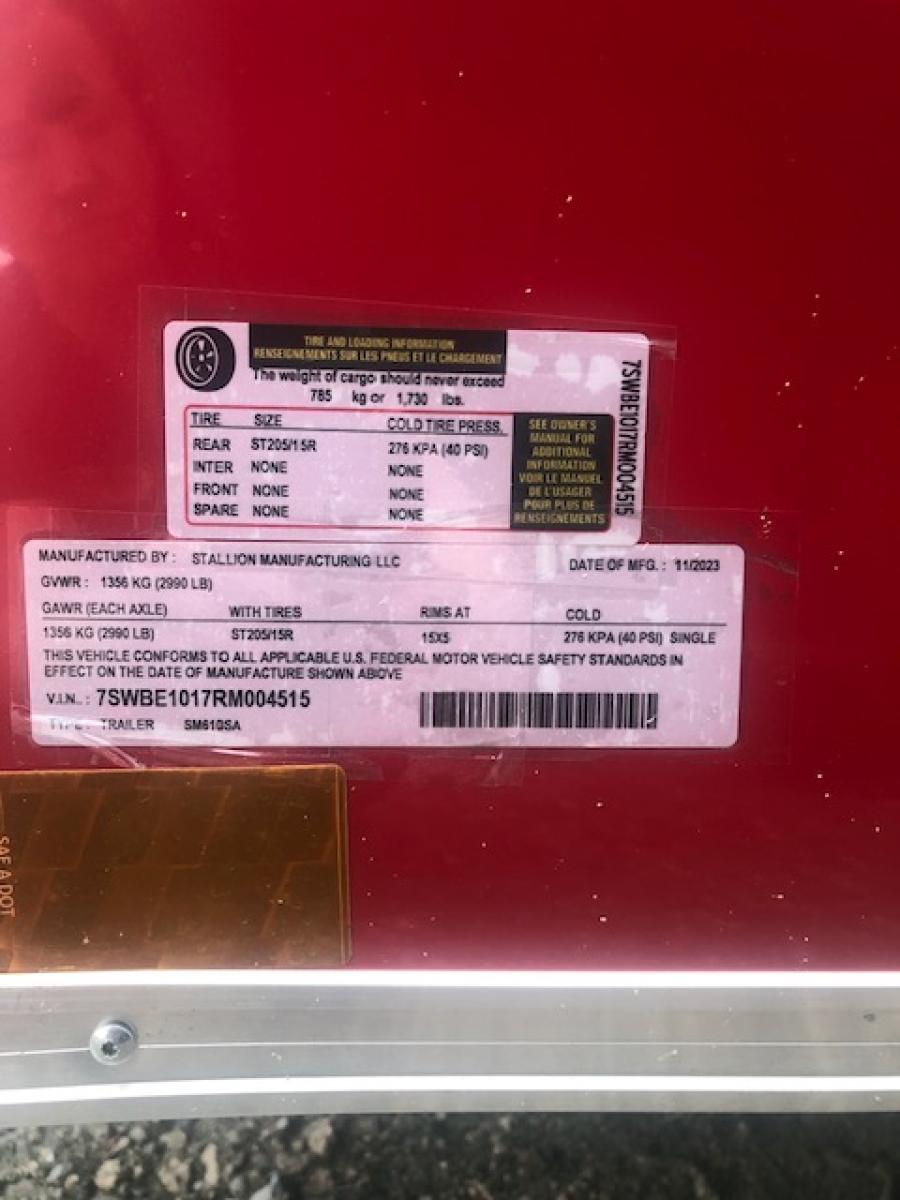 TIRE AND LOADING INFORMATION
RENSEIGNEMENTS SUR LES PNEUS ET LE CHARGEMENT
The weight of cargo should never exceed
785 kg or 1,730 lbs.
TIRE SIZE COLD TIRE PRESS.
REAR ST205/15R 276 KPA (40 PSI)
INTER NONE NONE
FRONT NONE NONE
SPARE NONE NONE
SEE OWNER'S
MANUAL FOR
ADDITIONAL
INFORMATION
VOIR LE MANUEL
DE L'USAGER
POUR PLUS DE
RENSEIGNEMENTS
7SWBE1017RM004515
MANUFACTURED BY : STALLION MANUFACTURING LLC DATE OF MFG. : 11/2023
GVWR : 1356 KG (2990 LB)
GAWR (EACH AXLE) WITH TIRES RIMS AT COLD
1356 KG (2990 LB) ST205/15R 15X5 276 KPA (40 PSI) SINGLE
THIS VEHICLE CONFORMS TO ALL APPLICABLE U.S. FEDERAL MOTOR VEHICLE SAFETY STANDARDS IN
EFFECT ON THE DATE OF MANUFACTURE SHOWN ABOVE
V.I.N.. : 7SWBE1017RM004515
TYPE : TRAILER SM610SA
SAE A DOT